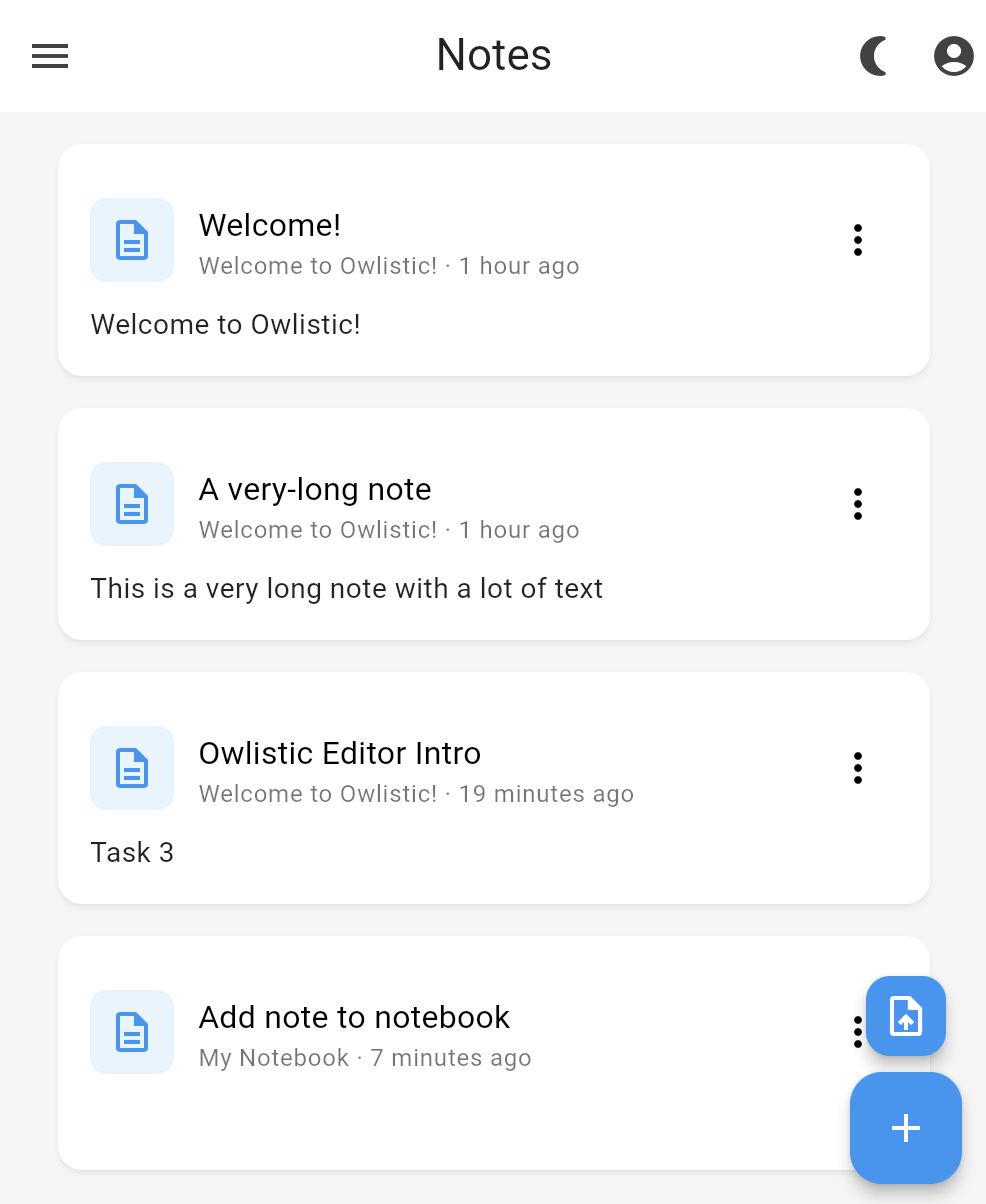 Notes
Welcome!
Welcome to Owlistic! · 1 hour ago
Welcome to Owlistic!
A very-long note
Welcome to Owlistic! · 1 hour ago
This is a very long note with a lot of text
Owlistic Editor Intro
Welcome to Owlistic! · 19 minutes ago
Task 3
Add note to notebook
My Notebook · 7 minutes ago